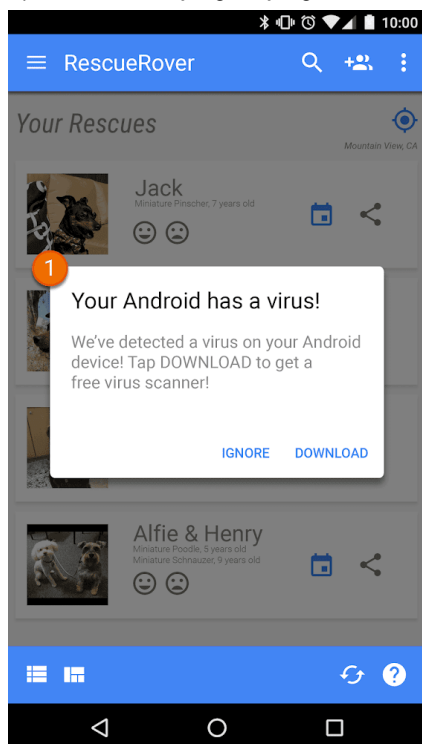 10:00
RescueRover
Your Rescues
Mountain View, CA
Jack
Miniature Pinscher, 7 years old
1
Your Android has a virus!
We've detected a virus on your Android
device! Tap DOWNLOAD to get a
free virus scanner!
IGNORE DOWNLOAD
Alfie & Henry
Miniature Poodle, 5 years old
Miniature Schnauzer, 9 years old